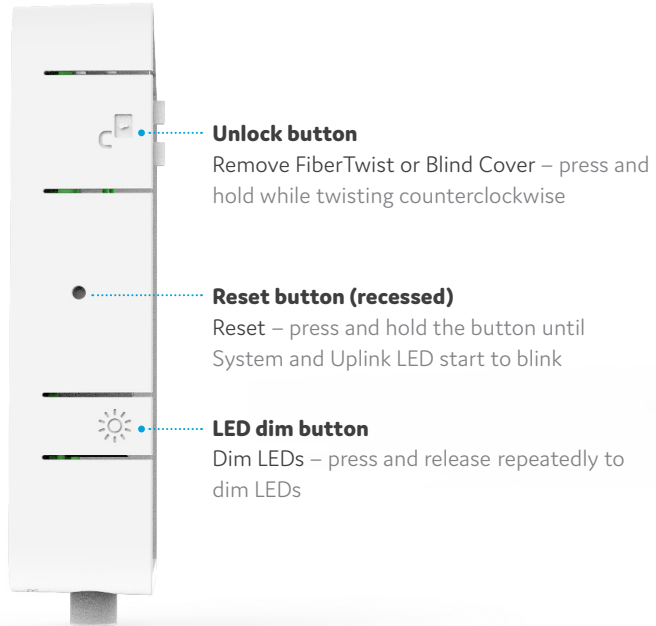 Unlock button
Remove FiberTwist or Blind Cover – press and
hold while twisting counterclockwise
Reset button (recessed)
Reset – press and hold the button until
System and Uplink LED start to blink
LED dim button
Dim LEDs – press and release repeatedly to
dim LEDs